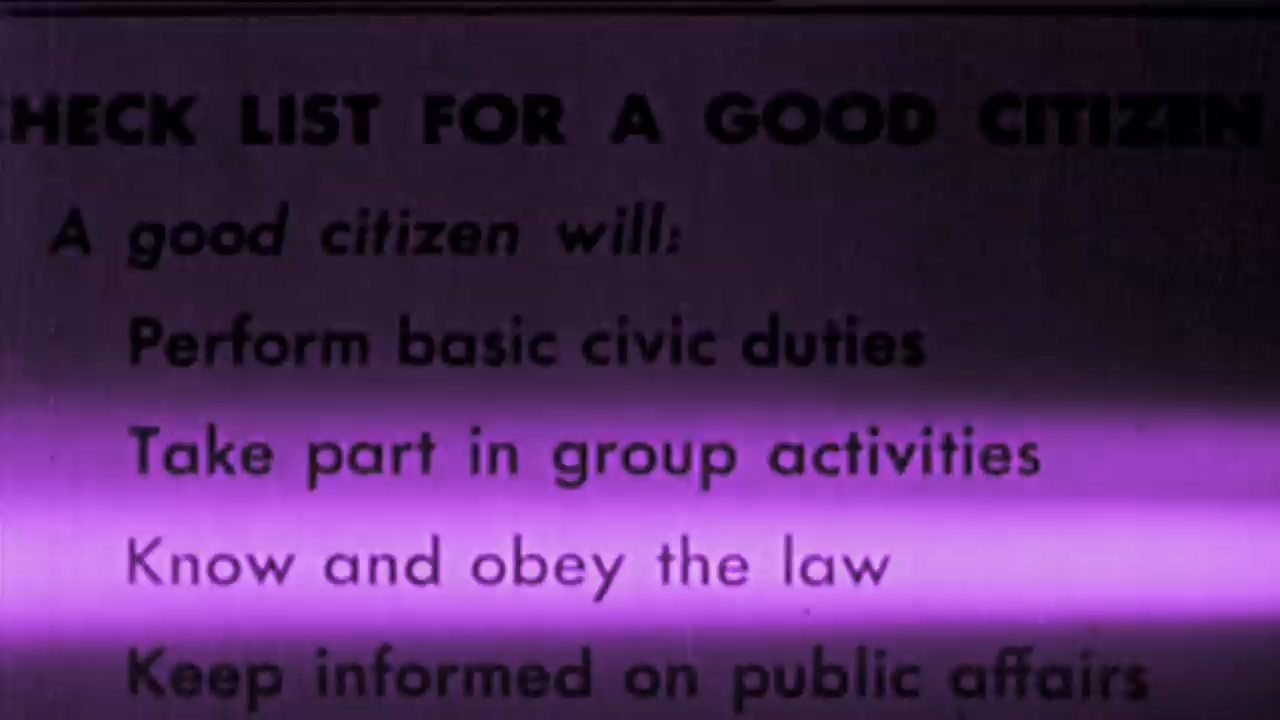 CHECK LIST FOR A GOOD CITIZEN
A good citizen will:
Perform basic civic duties
Take part in group activities
Know and obey the law
Keep informed on public affairs